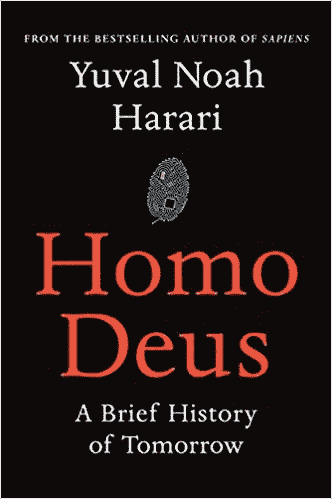 FROM THE BESTSELLING AUTHOR OF SAPIENS
Yuval Noah
Harari
Homo
Deus
A Brief History
of Tomorrow